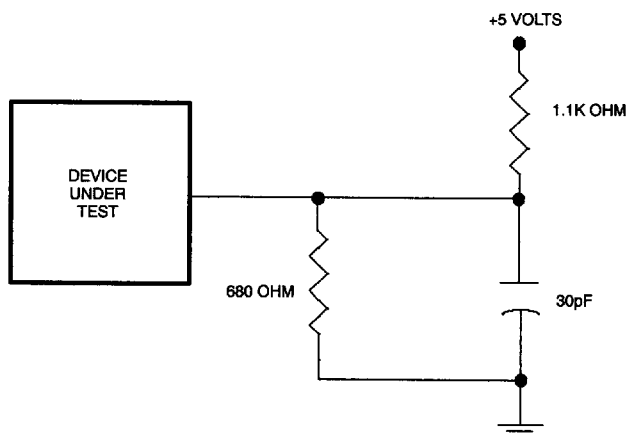 +5 VOLTS
1.1K OHM
DEVICE
UNDER
TEST
680 OHM
30pF